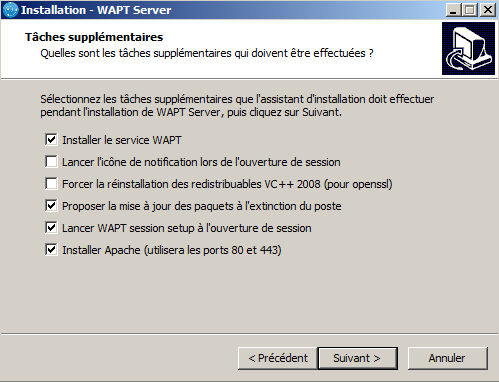 Installation - WAPT Server
Tâches supplémentaires
Quelles sont les tâches supplémentaires qui doivent être effectuées ?
Sélectionnez les tâches supplémentaires que l'assistant d'installation doit effectuer
pendant l'installation de WAPT Server, puis cliquez sur Suivant.
Installer le service WAPT
Lancer l'icône de notification lors de l'ouverture de session
Forcer la réinstallation des redistribuables VC++ 2008 (pour openssl)
Proposer la mise à jour des paquets à l'extinction du poste
Lancer WAPT session setup à l'ouverture de session
Installer Apache (utilisera les ports 80 et 443)
< Précédent
Suivant >
Annuler